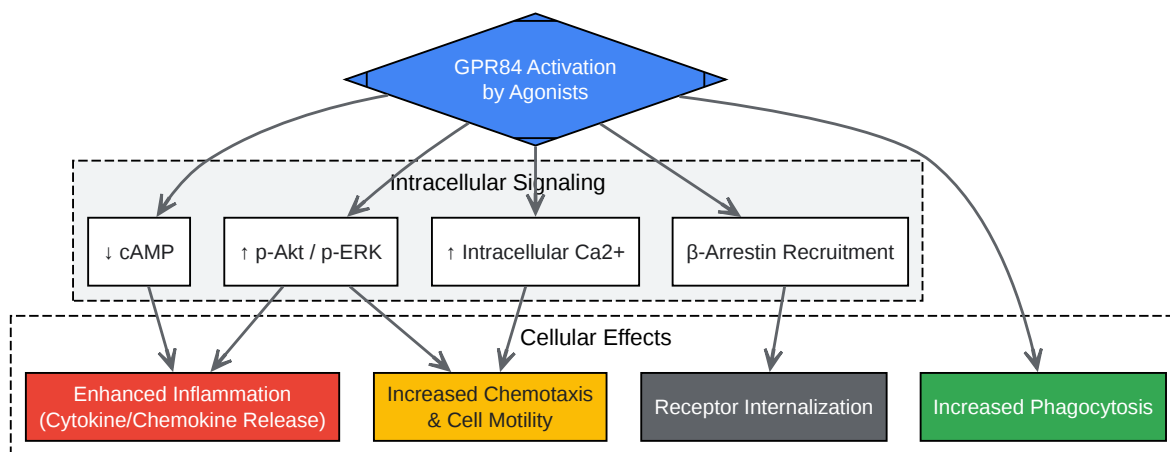 GPR84 Activation
by Agonists
Intracellular Signaling
↓ cAMP
↑ p-Akt / p-ERK
↑ Intracellular Ca2+
β-Arrestin Recruitment
Cellular Effects
Enhanced Inflammation
(Cytokine/Chemokine Release)
Increased Chemotaxis
& Cell Motility
Receptor Internalization
Increased Phagocytosis